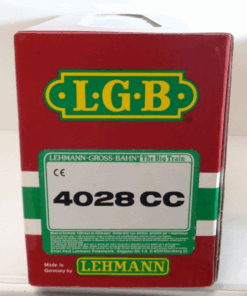 ·L·G·B·
LEHMANN-GROSS-BAHN® The Big Train
CE
4028 CC
Made in
Germany by
LEHMANN